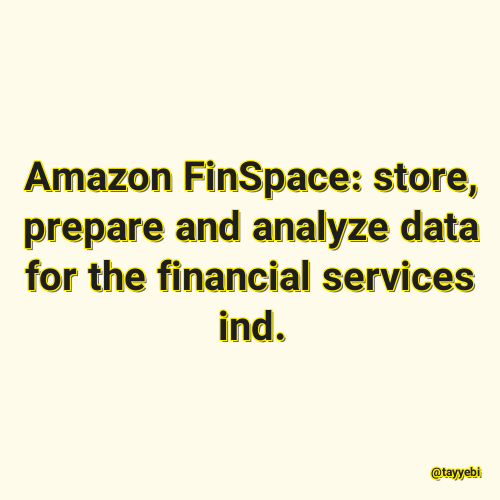 Amazon FinSpace: store,
prepare and analyze data
for the financial services
ind.
@tayyebi